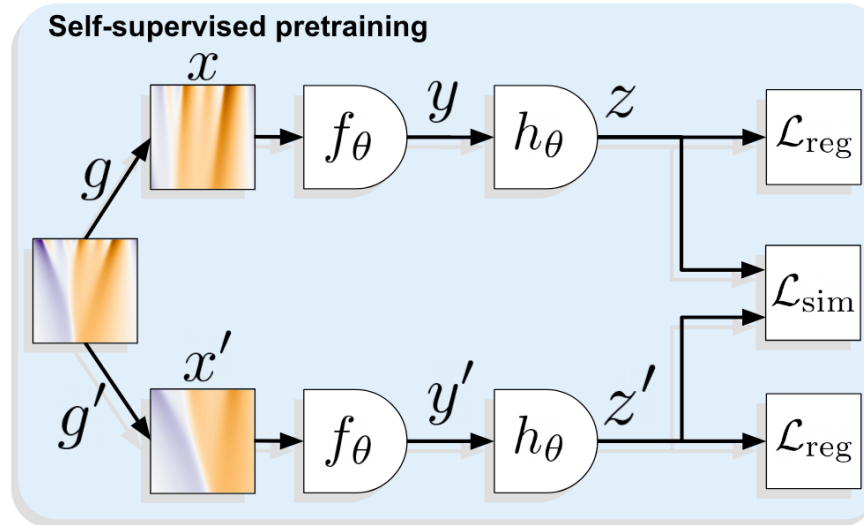 Self-supervised pretraining
x
g
f_θ
y
h_θ
z
ℒ_reg
ℒ_sim
g′
x′
f_θ
y′
h_θ
z′
ℒ_reg